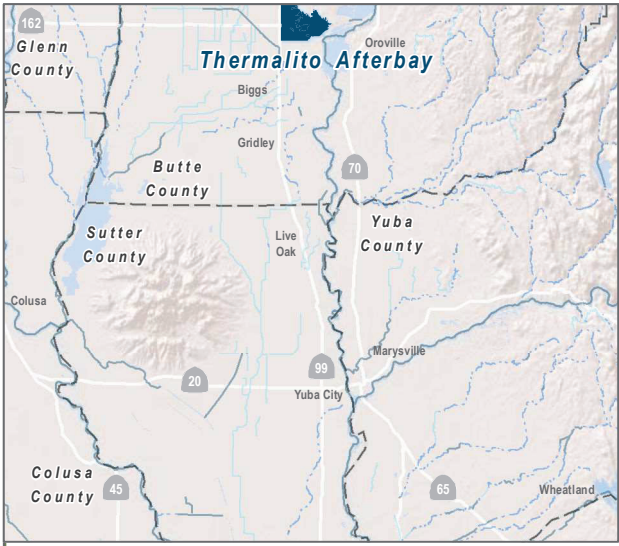 162
Glenn
County
Oroville
Thermalito Afterbay
Biggs
Gridley
Butte
County
70
Sutter
County
Live
Oak
Yuba
County
Colusa
Marysville
99
20
Yuba City
Colusa
County
45
65
Wheatland